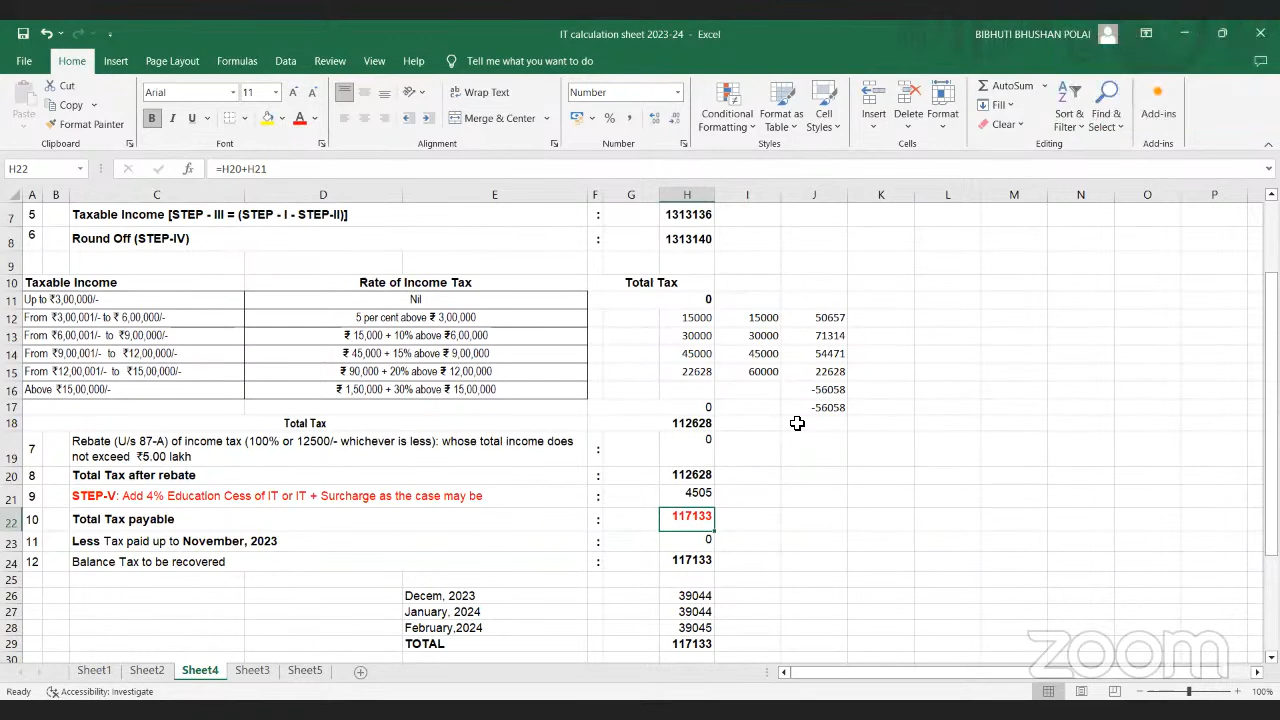 IT calculation sheet 2023-24 - Excel
BIBHUTI BHUSHAN POLAI
File Home Insert Page Layout Formulas Data Review View Help Tell me what you want to do
Paste
Cut
Copy
Format Painter
Clipboard
Arial 11
B I U
Font
Wrap Text
Merge & Center
Alignment
Number
Number
Conditional Formatting
Format as Table
Cell Styles
Styles
Insert Delete Format
Cells
AutoSum
Fill
Clear
Sort & Filter
Find & Select
Editing
Add-ins
Add-ins
H22 fx =H20+H21
A B C D E F G H I J K L M N O P
7 5 Taxable Income [STEP - III = (STEP - I - STEP-II)] : 1313136
8 6 Round Off (STEP-IV) : 1313140
9
10 Taxable Income Rate of Income Tax Total Tax
11 Up to ₹3,00,000/- Nil 0
12 From ₹3,00,001/- to ₹ 6,00,000/- 5 per cent above ₹ 3,00,000 15000 15000 50657
13 From ₹6,00,001/- to ₹9,00,000/- ₹ 15,000 + 10% above ₹6,00,000 30000 30000 71314
14 From ₹9,00,001/- to ₹12,00,000/- ₹ 45,000 + 15% above ₹ 9,00,000 45000 45000 54471
15 From ₹12,00,001/- to ₹15,00,000/- ₹ 90,000 + 20% above ₹ 12,00,000 22628 60000 22628
16 Above ₹15,00,000/- ₹ 1,50,000 + 30% above ₹ 15,00,000 -56058
17 0 -56058
18 Total Tax 112628
19 7 Rebate (U/s 87-A) of income tax (100% or 12500/- whichever is less): whose total income does : 0
not exceed ₹5.00 lakh
20 8 Total Tax after rebate : 112628
21 9 STEP-V: Add 4% Education Cess of IT or IT + Surcharge as the case may be : 4505
22 10 Total Tax payable : 117133
23 11 Less Tax paid up to November, 2023 : 0
24 12 Balance Tax to be recovered : 117133
25
26 Decem, 2023 39044
27 January, 2024 39044
28 February,2024 39045
29 TOTAL 117133
30
zoom
Sheet1 Sheet2 Sheet4 Sheet3 Sheet5
Ready Accessibility: Investigate 100%